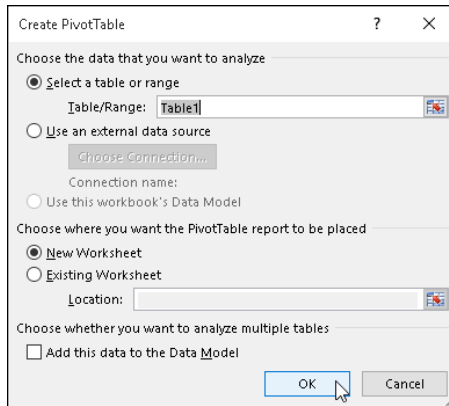 Create PivotTable ? ×
Choose the data that you want to analyze
Select a table or range
Table/Range: Table1
Use an external data source
Choose Connection...
Connection name:
Use this workbook's Data Model
Choose where you want the PivotTable report to be placed
New Worksheet
Existing Worksheet
Location:
Choose whether you want to analyze multiple tables
Add this data to the Data Model
OK Cancel